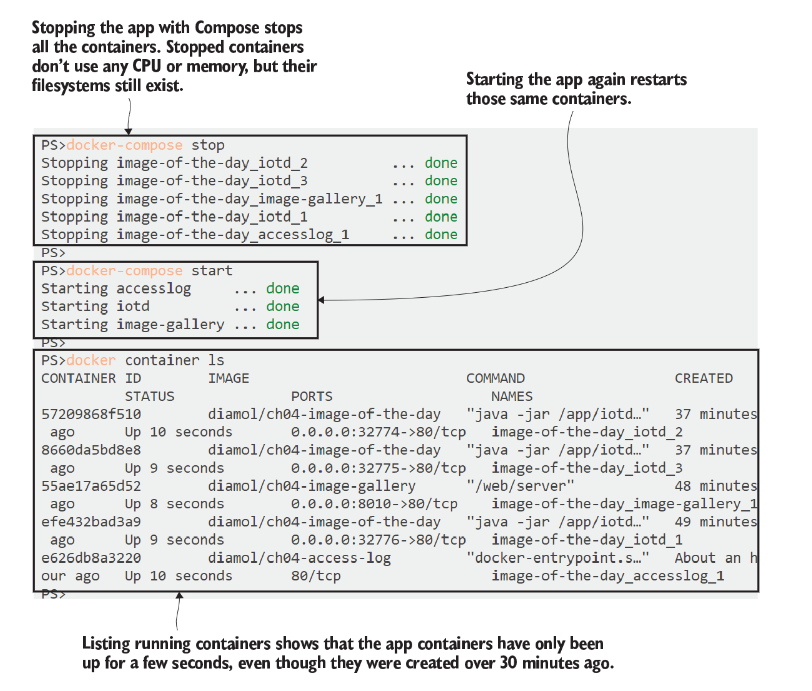 Stopping the app with Compose stops
all the containers. Stopped containers
don't use any CPU or memory, but their
filesystems still exist.
Starting the app again restarts
those same containers.
PS>docker-compose stop
Stopping image-of-the-day_iotd_2          ... done
Stopping image-of-the-day_iotd_3          ... done
Stopping image-of-the-day_image-gallery_1 ... done
Stopping image-of-the-day_iotd_1          ... done
Stopping image-of-the-day_accesslog_1     ... done
PS>
PS>docker-compose start
Starting accesslog     ... done
Starting iotd          ... done
Starting image-gallery ... done
PS>
PS>docker container ls
CONTAINER ID        IMAGE                          COMMAND                  CREATED
          STATUS              PORTS                   NAMES
57209868f510        diamol/ch04-image-of-the-day   "java -jar /app/iotd…"   37 minutes
 ago      Up 10 seconds       0.0.0.0:32774->80/tcp   image-of-the-day_iotd_2
8660da5bd8e8        diamol/ch04-image-of-the-day   "java -jar /app/iotd…"   37 minutes
 ago      Up 9 seconds        0.0.0.0:32775->80/tcp   image-of-the-day_iotd_3
55ae17a65d52        diamol/ch04-image-gallery      "/web/server"            48 minutes
 ago      Up 8 seconds        0.0.0.0:8010->80/tcp    image-of-the-day_image-gallery_1
efe432bad3a9        diamol/ch04-image-of-the-day   "java -jar /app/iotd…"   49 minutes
 ago      Up 9 seconds        0.0.0.0:32776->80/tcp   image-of-the-day_iotd_1
e626db8a3220        diamol/ch04-access-log         "docker-entrypoint.s…"   About an h
our ago   Up 10 seconds       80/tcp                  image-of-the-day_accesslog_1
PS>
Listing running containers shows that the app containers have only been
up for a few seconds, even though they were created over 30 minutes ago.